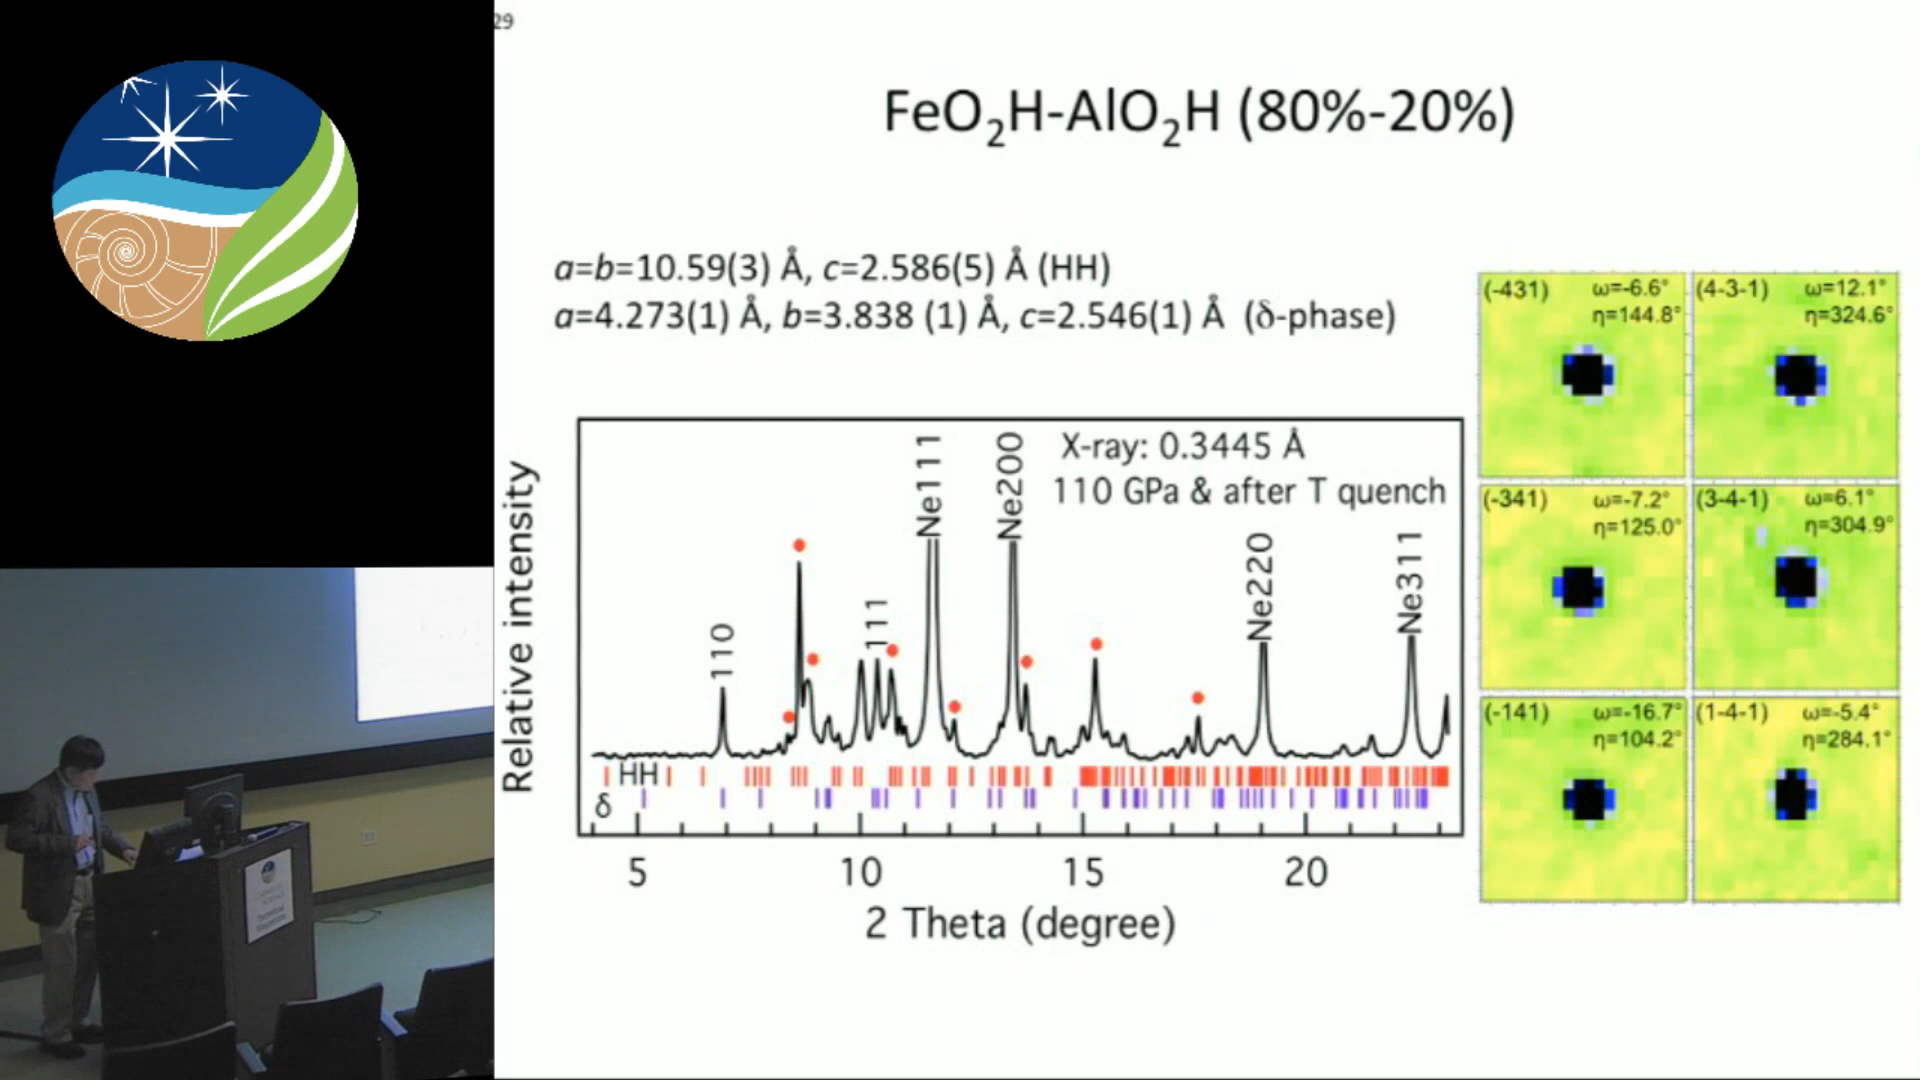 29
FeO₂H-AlO₂H (80%-20%)
a=b=10.59(3) Å, c=2.586(5) Å (HH)
a=4.273(1) Å, b=3.838 (1) Å, c=2.546(1) Å (δ-phase)
Relative intensity
X-ray: 0.3445 Å
110 GPa & after T quench
110
111
Ne111
Ne200
Ne220
Ne311
HH
δ
5 10 15 20
2 Theta (degree)
(-431) ω=-6.6°
η=144.8°
(4-3-1) ω=12.1°
η=324.6°
(-341) ω=-7.2°
η=125.0°
(3-4-1) ω=6.1°
η=304.9°
(-141) ω=-16.7°
η=104.2°
(1-4-1) ω=-5.4°
η=284.1°